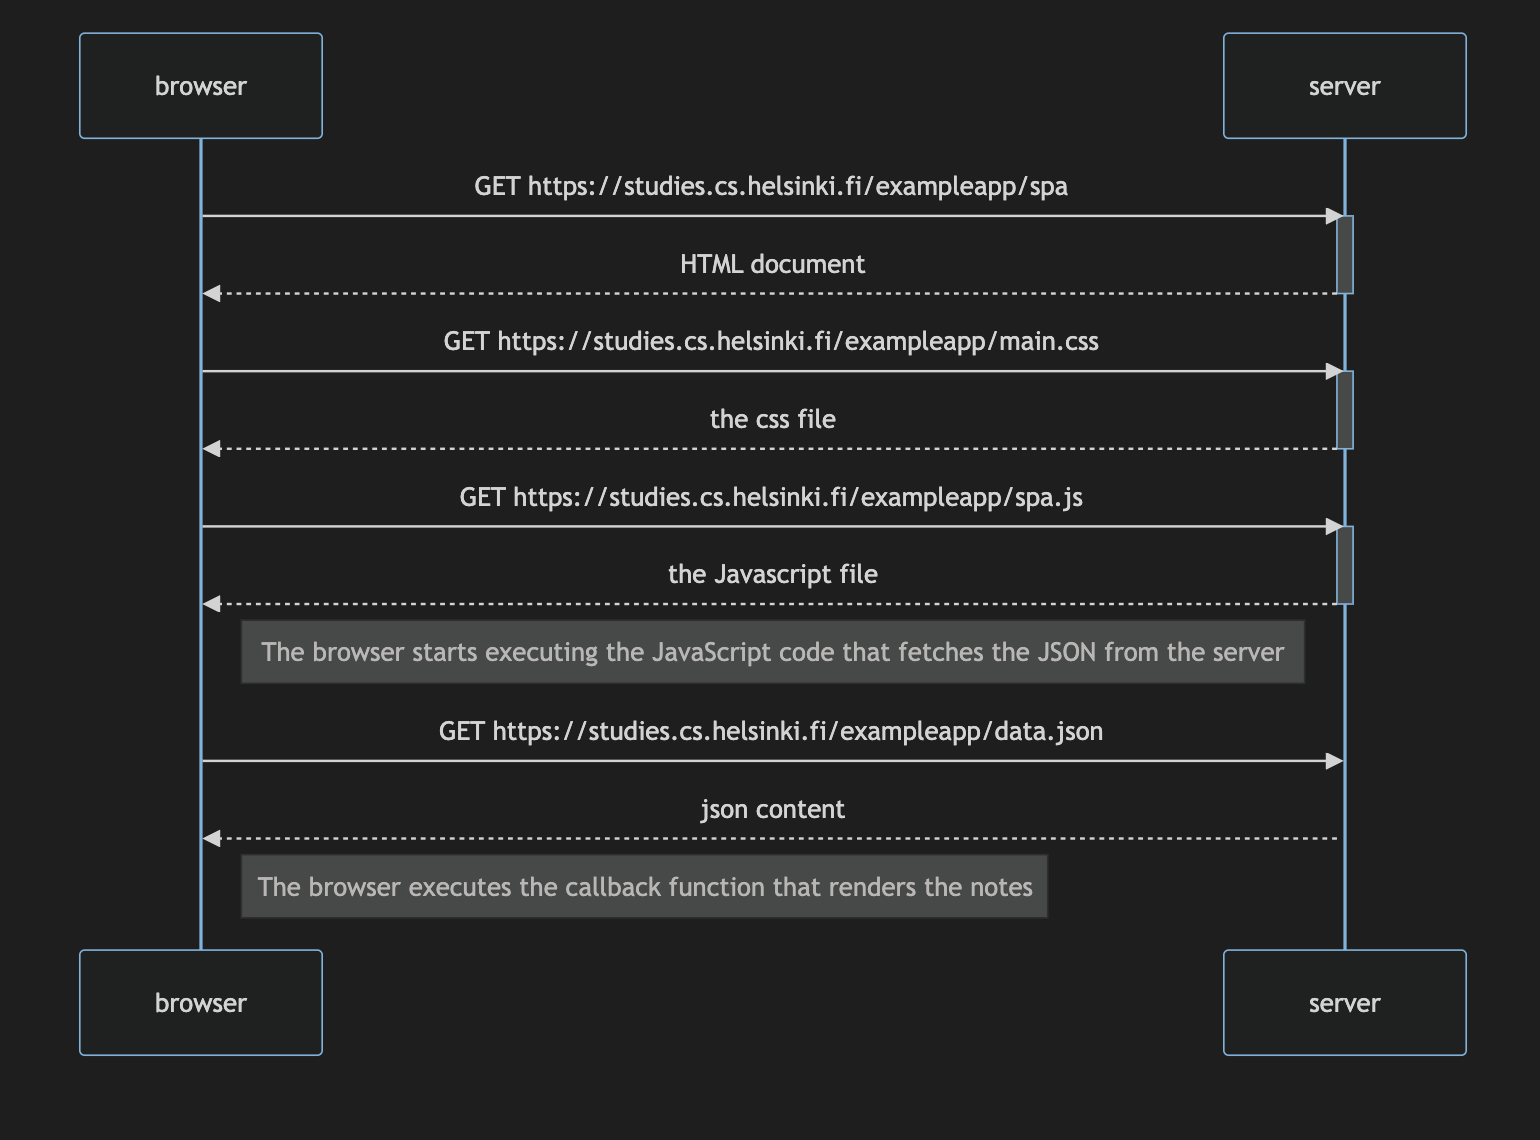 browser
server
GET https://studies.cs.helsinki.fi/exampleapp/spa
HTML document
GET https://studies.cs.helsinki.fi/exampleapp/main.css
the css file
GET https://studies.cs.helsinki.fi/exampleapp/spa.js
the Javascript file
The browser starts executing the JavaScript code that fetches the JSON from the server
GET https://studies.cs.helsinki.fi/exampleapp/data.json
json content
The browser executes the callback function that renders the notes
browser
server